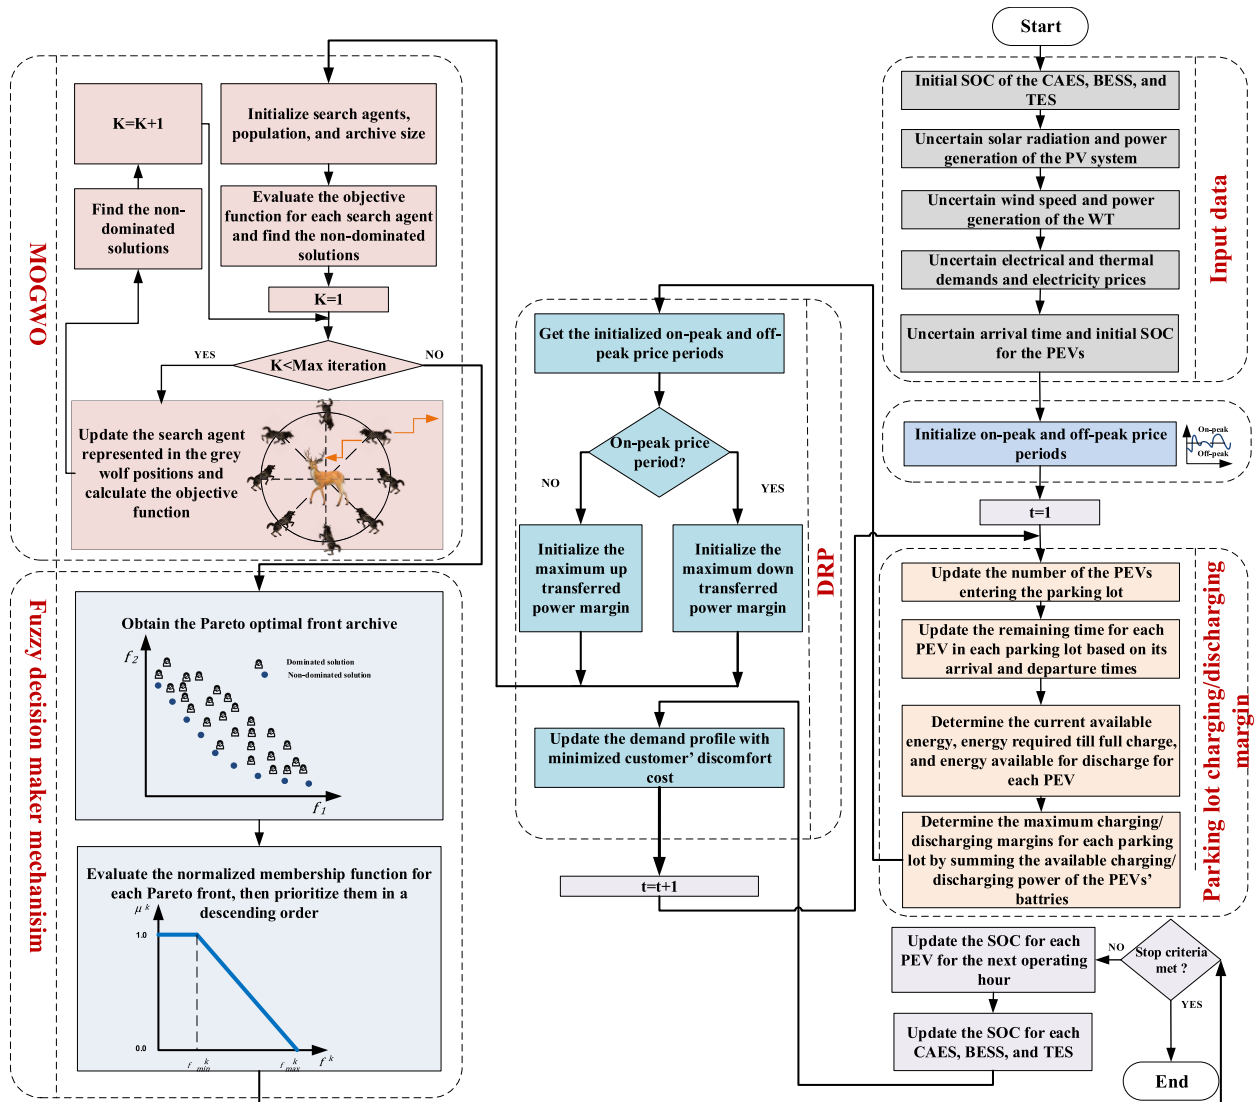 Start
Initial SOC of the CAES, BESS, and
TES
Uncertain solar radiation and power
generation of the PV system
Uncertain wind speed and power
generation of the WT
Uncertain electrical and thermal
demands and electricity prices
Uncertain arrival time and initial SOC
for the PEVs
Input data
Initialize on-peak and off-peak price
periods
On-peak
Off-peak
t=1
Update the number of the PEVs
entering the parking lot
Update the remaining time for each
PEV in each parking lot based on its
arrival and departure times
Determine the current available
energy, energy required till full charge,
and energy available for discharge for
each PEV
Determine the maximum charging/
discharging margins for each parking
lot by summing the available charging/
discharging power of the PEVs'
battries
Parking lot charging/discharging
margin
Get the initialized on-peak and off-
peak price periods
On-peak price
period?
NO
YES
Initialize the
maximum up
transferred
power margin
Initialize the
maximum down
transferred
power margin
DRP
Update the demand profile with
minimized customer' discomfort
cost
t=t+1
Initialize search agents,
population, and archive size
Evaluate the objective
function for each search agent
and find the non-dominated
solutions
K=1
K<Max iteration
YES
NO
Update the search agent
represented in the grey
wolf positions and
calculate the objective
function
Find the non-
dominated
solutions
K=K+1
MOGWO
Obtain the Pareto optimal front archive
f2
Dominated solution
Non-dominated solution
f1
Evaluate the normalized membership function for
each Pareto front, then prioritize them in a
descending order
μ k
1.0
0.0
f k min
f k max
f k
Fuzzy decision maker mechanisim
Stop criteria
met ?
NO
YES
Update the SOC for each
PEV for the next operating
hour
Update the SOC for each
CAES, BESS, and TES
End